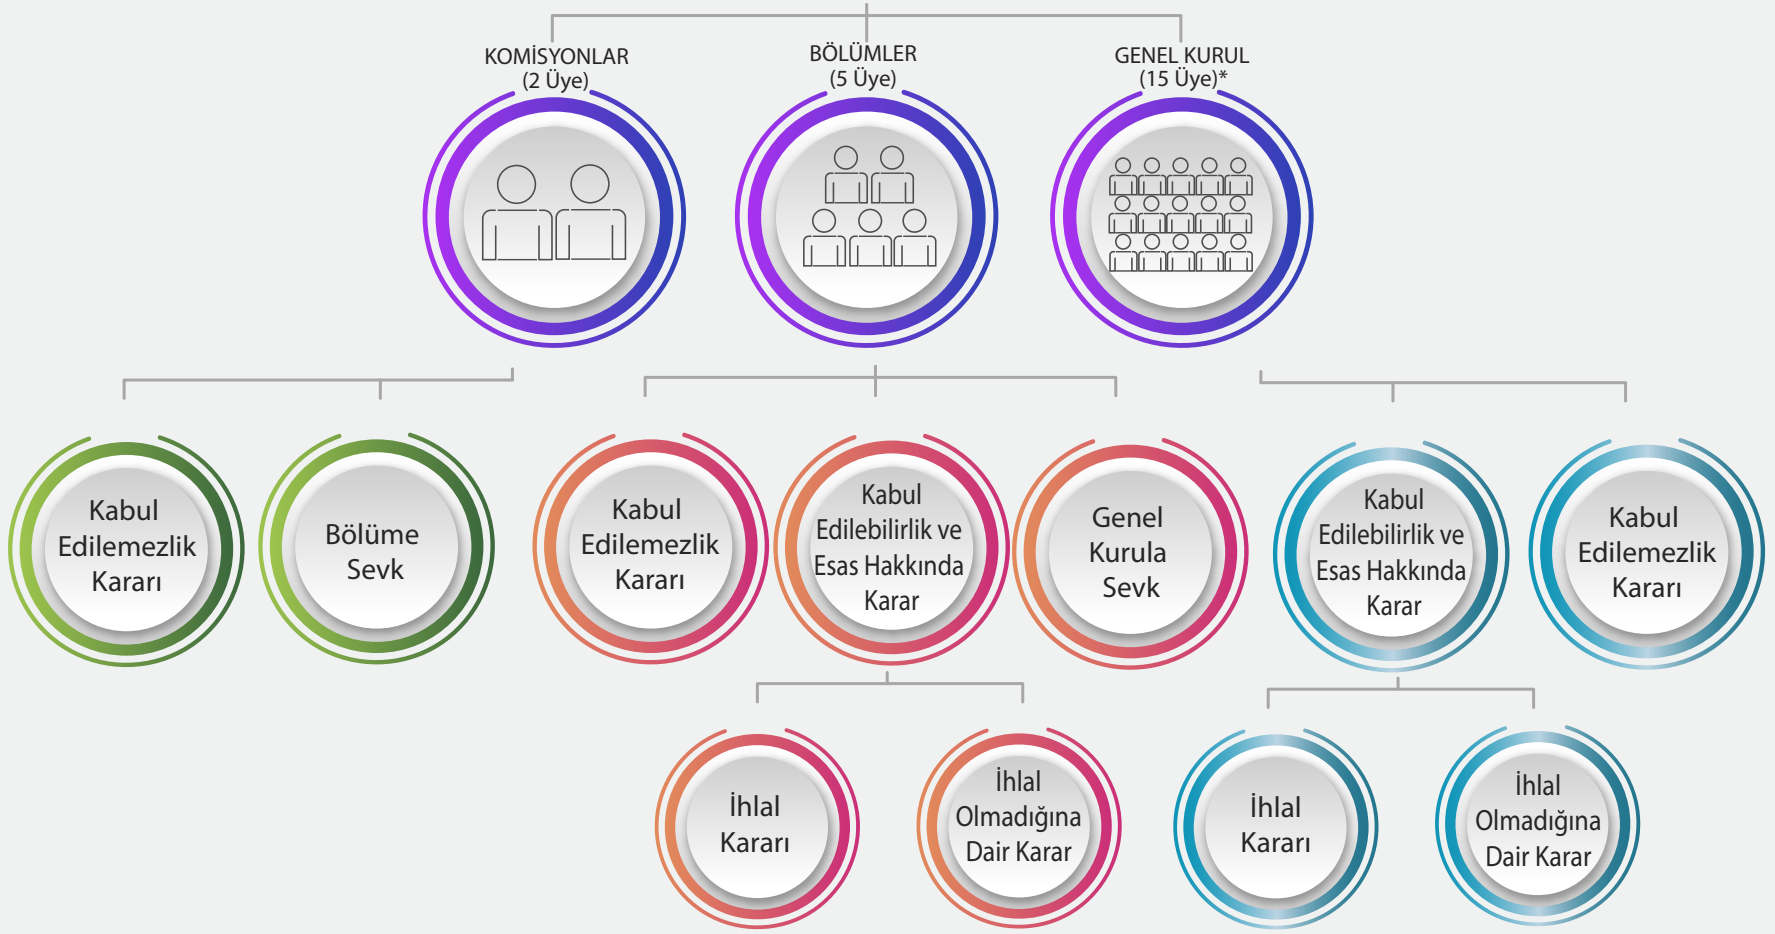 KOMİSYONLAR
(2 Üye)
BÖLÜMLER
(5 Üye)
GENEL KURUL
(15 Üye)*
Kabul
Edilemezlik
Kararı
Bölüme
Sevk
Kabul
Edilemezlik
Kararı
Kabul
Edilebilirlik ve
Esas Hakkında
Karar
Genel
Kurula
Sevk
Kabul
Edilebilirlik ve
Esas Hakkında
Karar
Kabul
Edilemezlik
Kararı
İhlal
Kararı
İhlal
Olmadığına
Dair Karar
İhlal
Kararı
İhlal
Olmadığına
Dair Karar